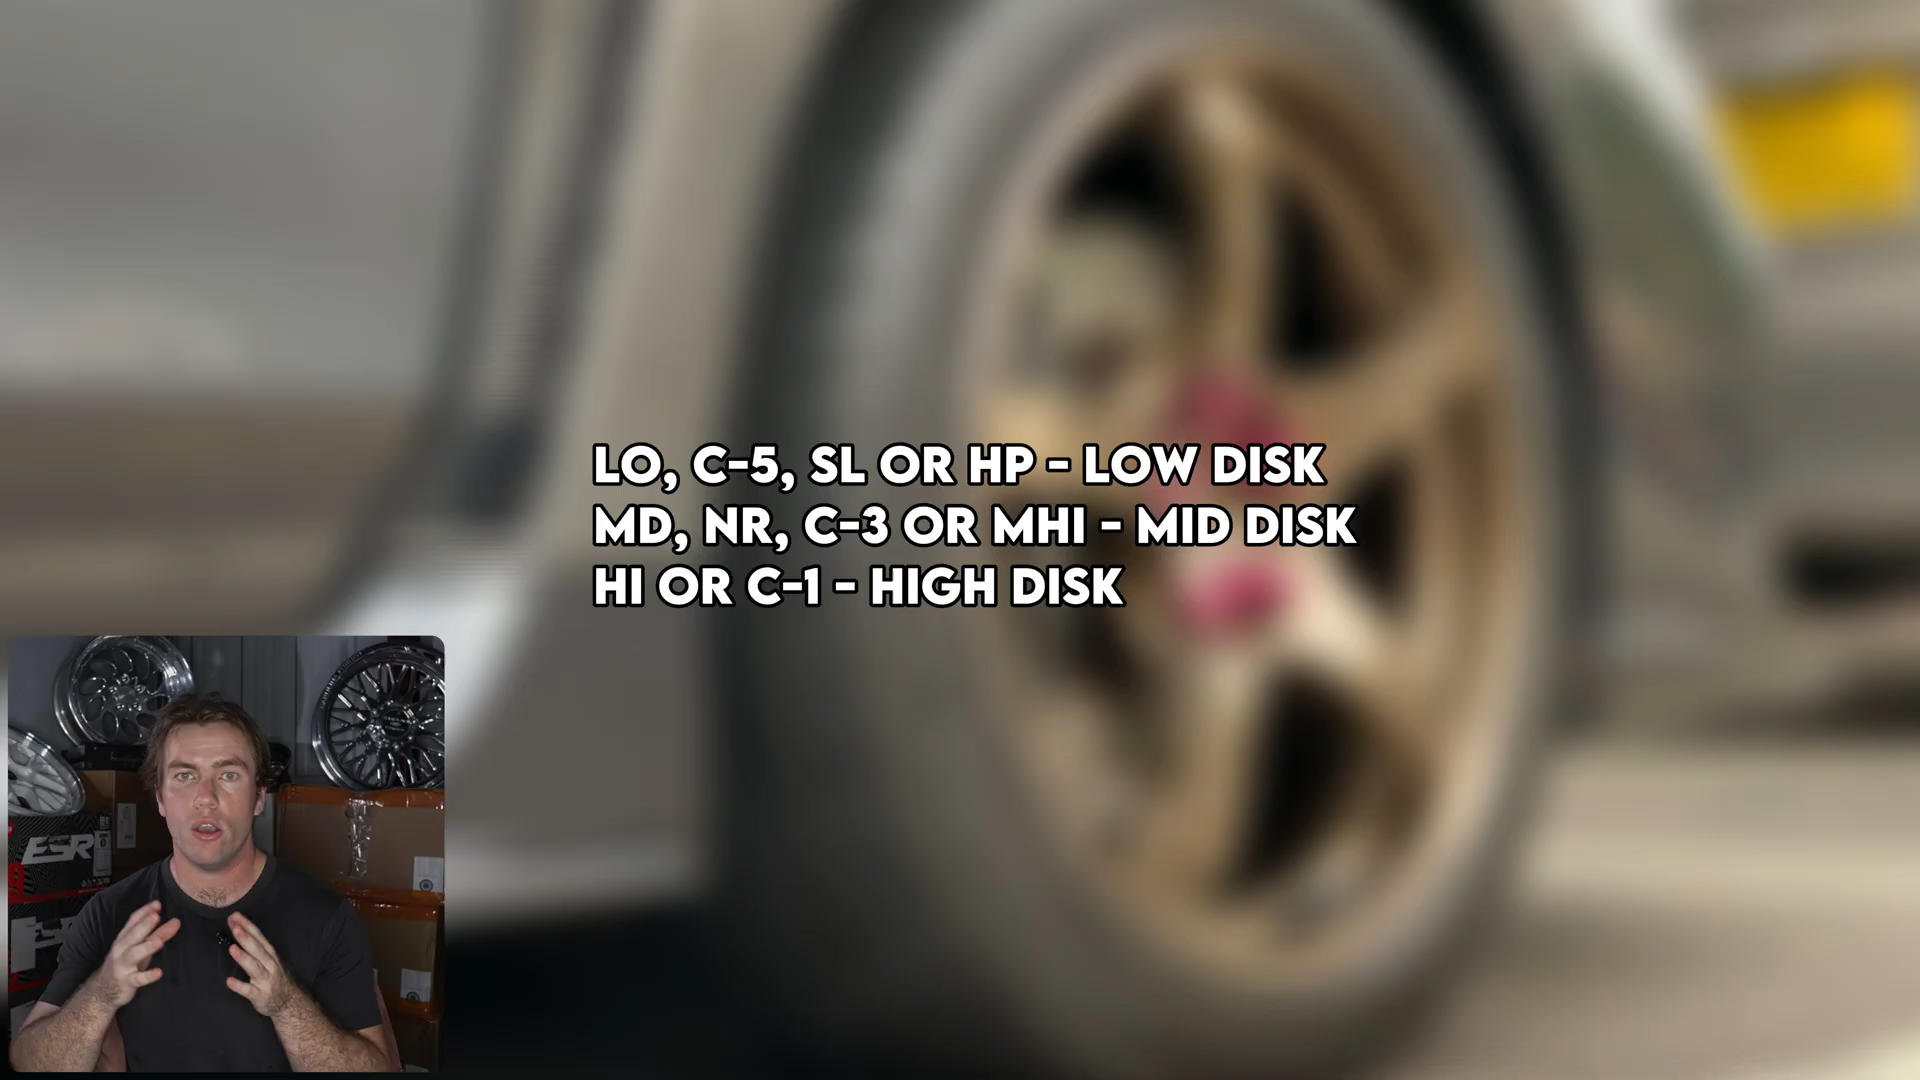 LO, C-5, SL OR HP - LOW DISK
MD, NR, C-3 OR MHI - MID DISK
HI OR C-1 - HIGH DISK
ESR